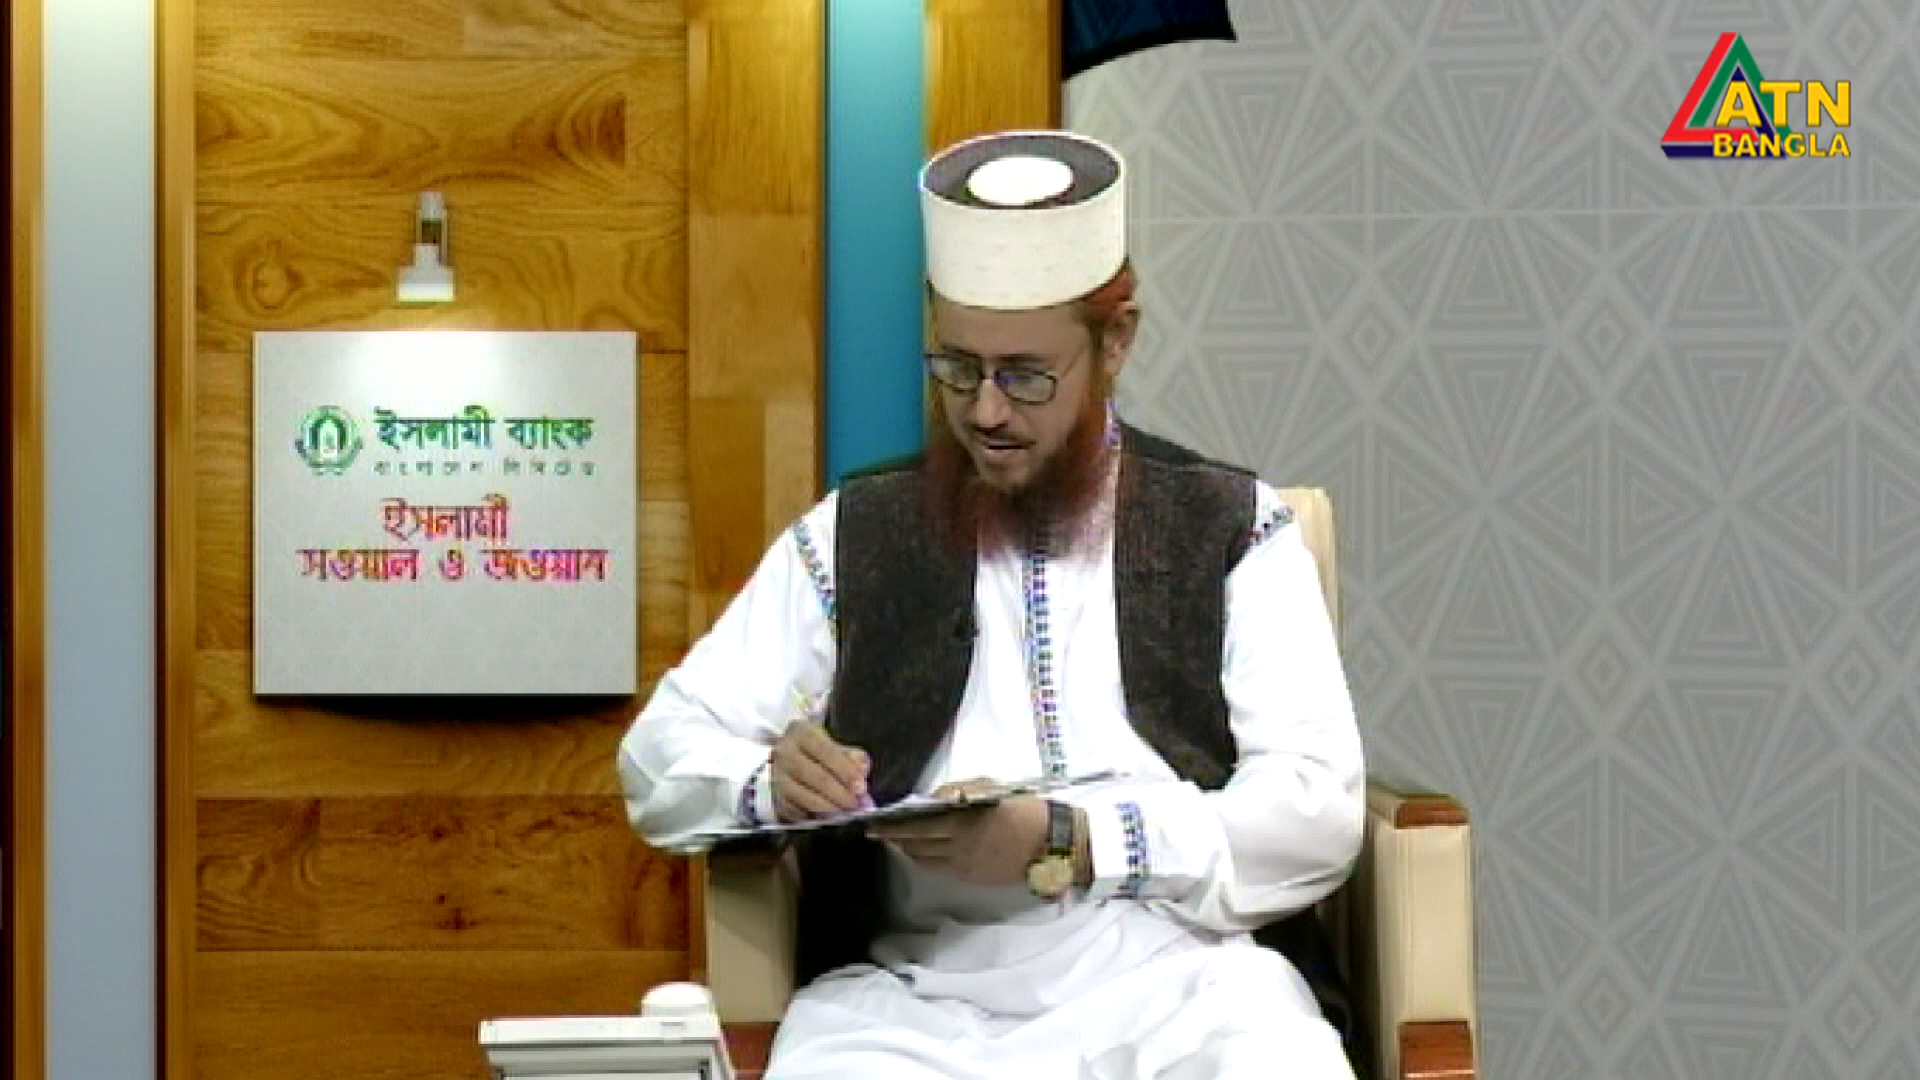 ATN
BANGLA
ইসলামী ব্যাংক
বাংলাদেশ লিমিটেড
ইসলামী
সওয়াল ও জওয়াব